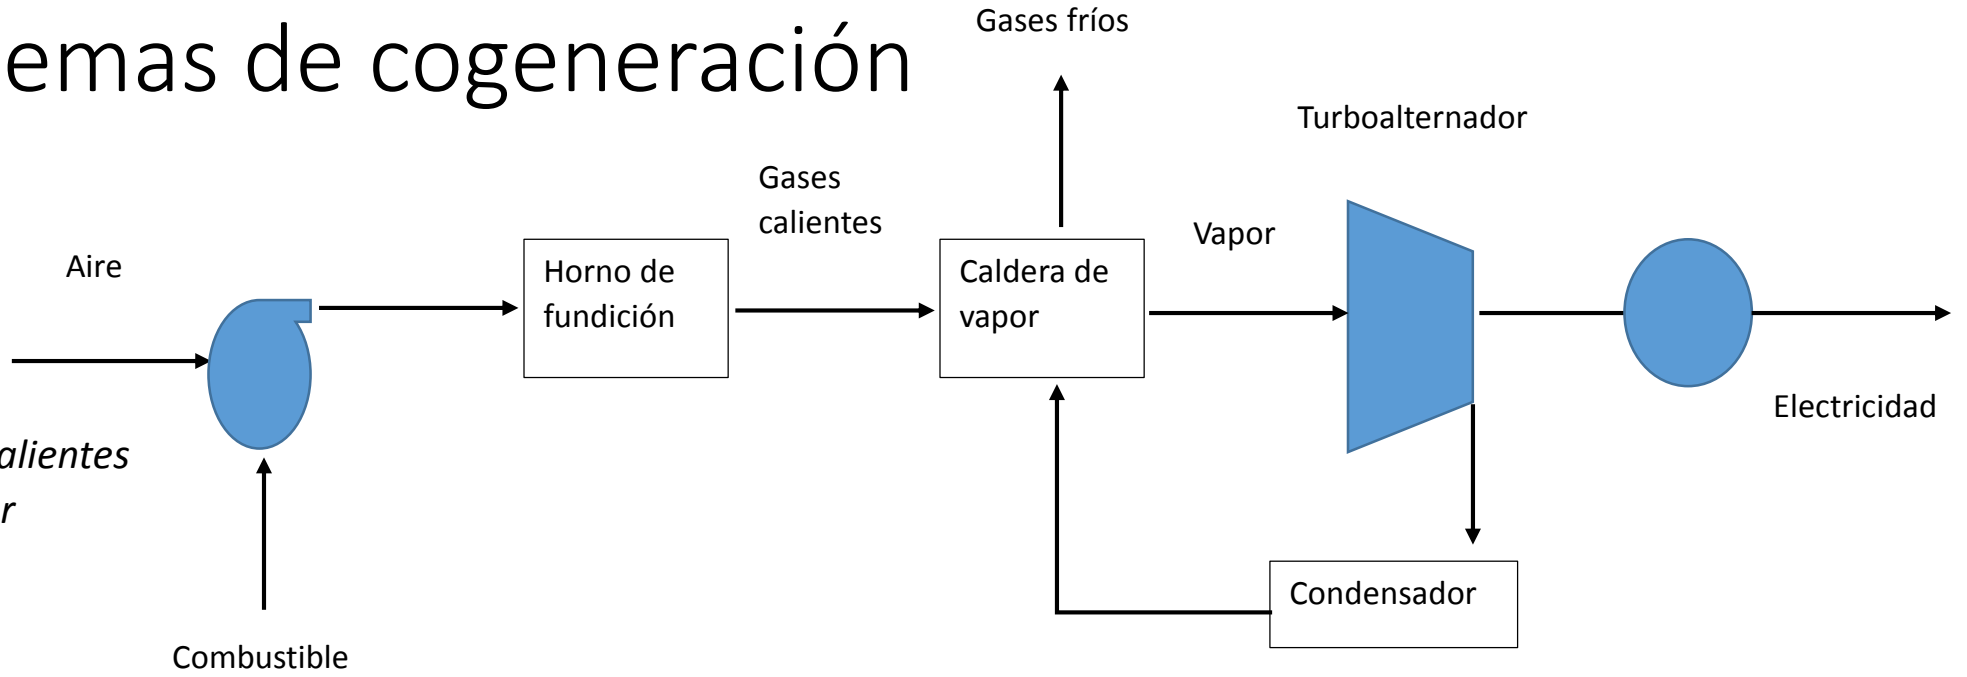 emas de cogeneración
Gases fríos
Turboalternador
Gases
calientes
Vapor
Aire
Horno de
fundición
Caldera de
vapor
Electricidad
alientes
r
Condensador
Combustible